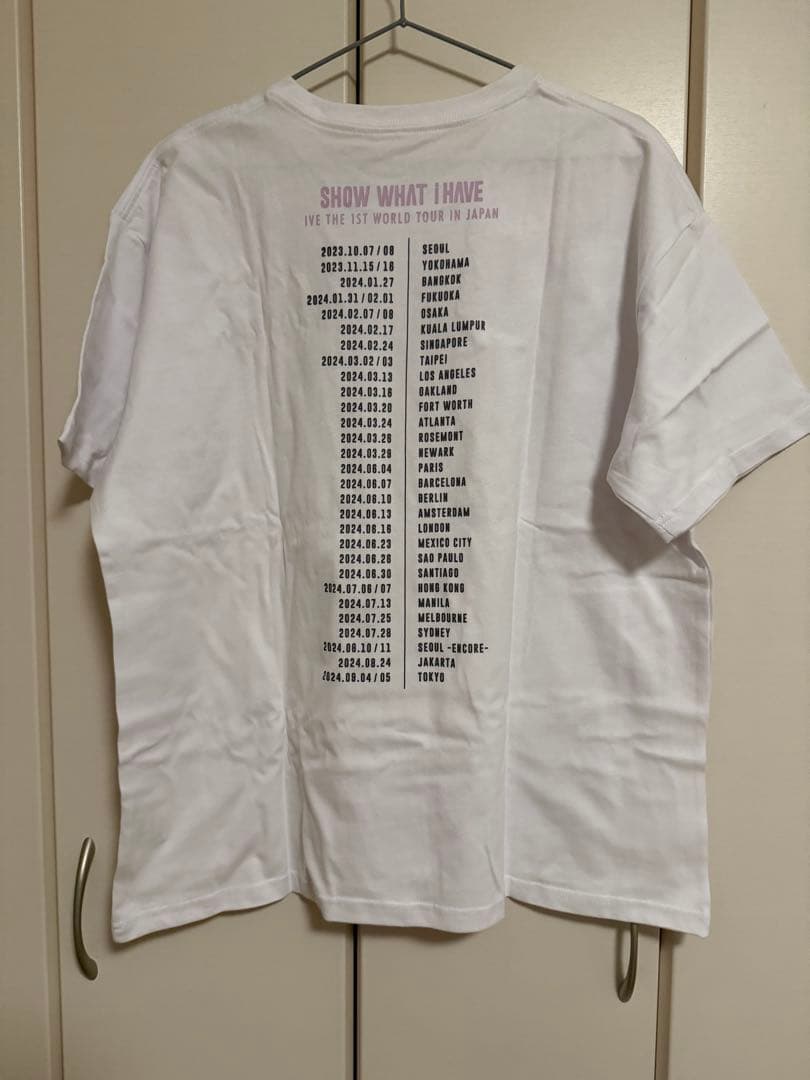 SHOW WHAT I HAVE
IVE THE 1ST WORLD TOUR IN JAPAN
2023.10.07 / 08 SEOUL
2023.11.15 / 16 YOKOHAMA
2024.01.27 BANGKOK
2024.01.31 / 02.01 FUKUOKA
2024.02.07 / 08 OSAKA
2024.02.17 KUALA LUMPUR
2024.02.24 SINGAPORE
2024.03.02 / 03 TAIPEI
2024.03.13 LOS ANGELES
2024.03.16 OAKLAND
2024.03.20 FORT WORTH
2024.03.24 ATLANTA
2024.03.26 ROSEMONT
2024.03.29 NEWARK
2024.06.04 PARIS
2024.06.07 BARCELONA
2024.06.10 BERLIN
2024.06.13 AMSTERDAM
2024.06.16 LONDON
2024.06.23 MEXICO CITY
2024.06.26 SAO PAULO
2024.06.30 SANTIAGO
2024.07.06 / 07 HONG KONG
2024.07.13 MANILA
2024.07.25 MELBOURNE
2024.07.28 SYDNEY
2024.08.10 / 11 SEOUL -ENCORE-
2024.08.24 JAKARTA
2024.09.04 / 05 TOKYO